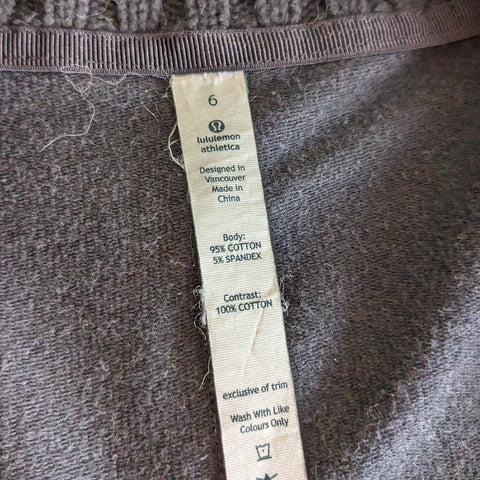 6
lululemon
athletica
Designed in
Vancouver
Made in
China
Body:
95% COTTON
5% SPANDEX
Contrast:
100% COTTON
exclusive of trim
Wash With Like
Colours Only